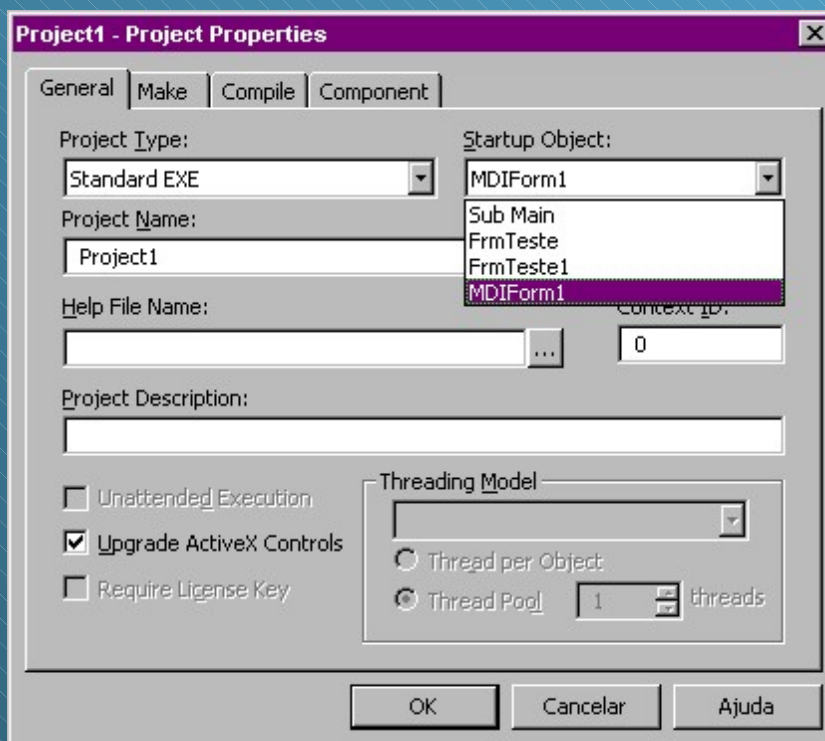 Project1 - Project Properties
General Make Compile Component
Project Type:
Standard EXE
Startup Object:
MDIForm1
Sub Main
FrmTeste
FrmTeste1
MDIForm1
Project Name:
Project1
Help File Name:
...
Context ID:
0
Project Description:
Unattended Execution
Upgrade ActiveX Controls
Require License Key
Threading Model
Thread per Object
Thread Pool 1 threads
OK Cancelar Ajuda